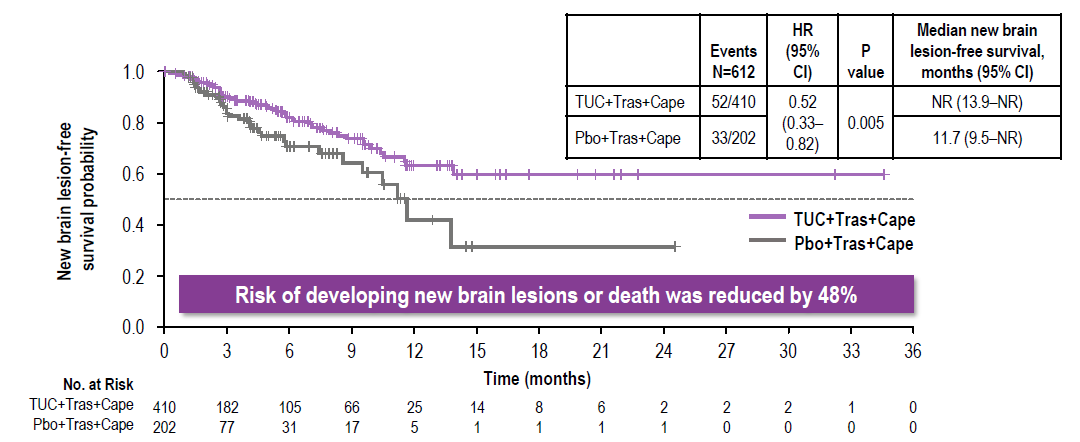 Events
N=612
HR
(95%
CI)
P
value
Median new brain
lesion-free survival,
months (95% CI)
TUC+Tras+Cape 52/410 0.52 (0.33–0.82) 0.005 NR (13.9–NR)
Pbo+Tras+Cape 33/202 11.7 (9.5–NR)
New brain lesion-free
survival probability
1.0
0.8
0.6
0.4
0.2
0.0
TUC+Tras+Cape
Pbo+Tras+Cape
Risk of developing new brain lesions or death was reduced by 48%
0 3 6 9 12 15 18 21 24 27 30 33 36
Time (months)
No. at Risk
TUC+Tras+Cape 410 182 105 66 25 14 8 6 2 2 2 1 0
Pbo+Tras+Cape 202 77 31 17 5 1 1 1 1 0 0 0 0